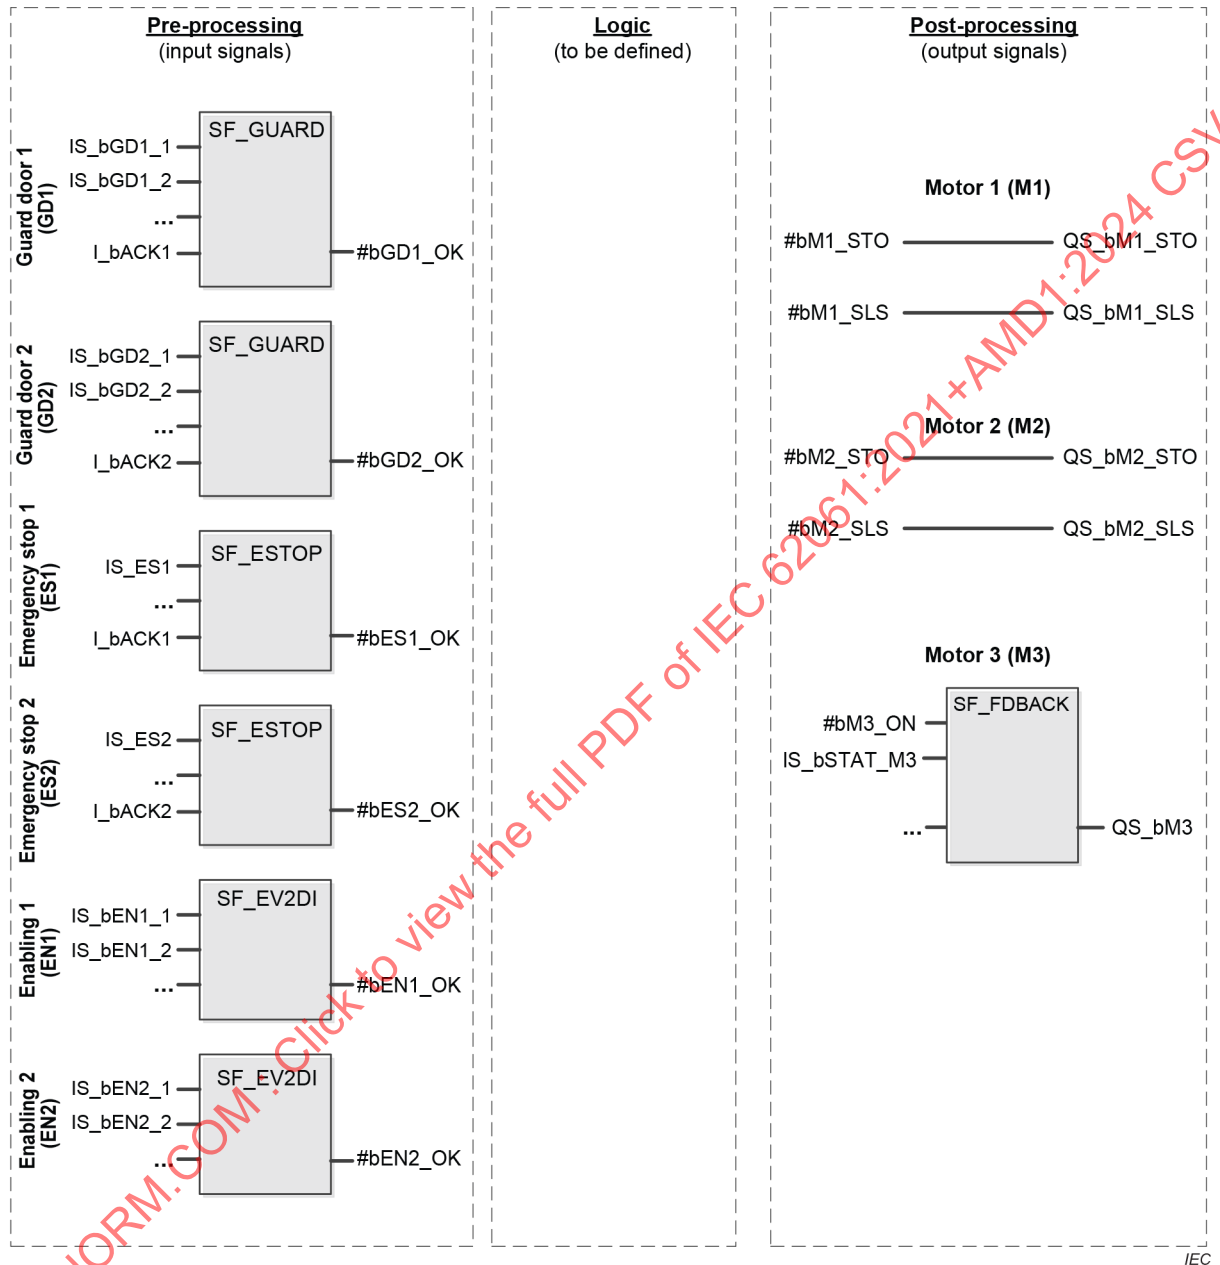 Pre-processing
(input signals)
Logic
(to be defined)
Post-processing
(output signals)
Guard door 1
(GD1)
SF_GUARD
IS_bGD1_1
IS_bGD1_2
...
I_bACK1
#bGD1_OK
Guard door 2
(GD2)
SF_GUARD
IS_bGD2_1
IS_bGD2_2
...
I_bACK2
#bGD2_OK
Emergency stop 1
(ES1)
SF_ESTOP
IS_ES1
...
I_bACK1
#bES1_OK
Emergency stop 2
(ES2)
SF_ESTOP
IS_ES2
...
I_bACK2
#bES2_OK
Enabling 1
(EN1)
SF_EV2DI
IS_bEN1_1
IS_bEN1_2
...
#bEN1_OK
Enabling 2
(EN2)
SF_EV2DI
IS_bEN2_1
IS_bEN2_2
...
#bEN2_OK
Motor 1 (M1)
#bM1_STO QS_bM1_STO
#bM1_SLS QS_bM1_SLS
Motor 2 (M2)
#bM2_STO QS_bM2_STO
#bM2_SLS QS_bM2_SLS
Motor 3 (M3)
SF_FDBACK
#bM3_ON
IS_bSTAT_M3
...
QS_bM3
IEC
NORM.COM : Click to view the full PDF of IEC 62061:2021+AMD1:2024 CSV